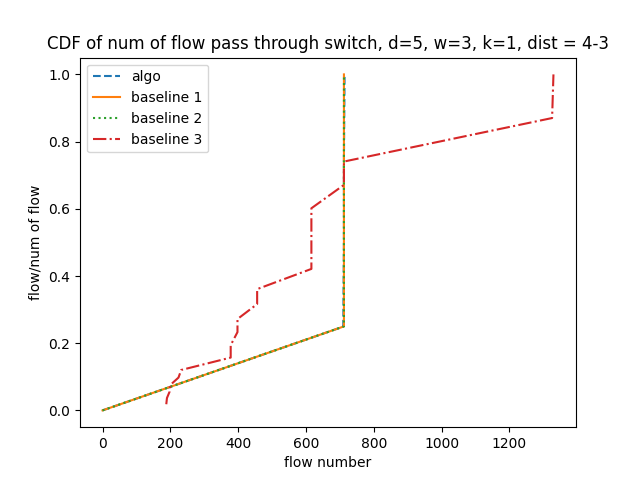 CDF of num of flow pass through switch, d=5, w=3, k=1, dist = 4-3
algo
baseline 1
baseline 2
baseline 3
1.0
0.8
0.6
0.4
0.2
0.0
flow/num of flow
0 200 400 600 800 1000 1200
flow number